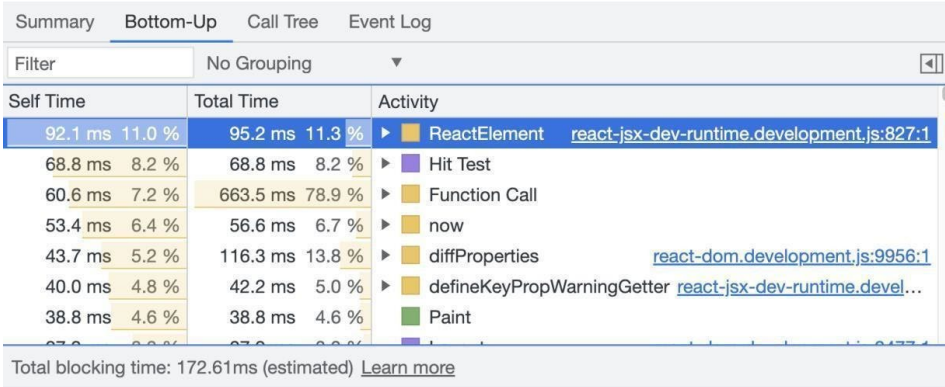 Summary Bottom-Up Call Tree Event Log
Filter No Grouping ▼
Self Time Total Time Activity
92.1 ms 11.0 % 95.2 ms 11.3 % ReactElement react-jsx-dev-runtime.development.js:827:1
68.8 ms 8.2 % 68.8 ms 8.2 % Hit Test
60.6 ms 7.2 % 663.5 ms 78.9 % Function Call
53.4 ms 6.4 % 56.6 ms 6.7 % now
43.7 ms 5.2 % 116.3 ms 13.8 % diffProperties react-dom.development.js:9956:1
40.0 ms 4.8 % 42.2 ms 5.0 % defineKeyPropWarningGetter react-jsx-dev-runtime.devel…
38.8 ms 4.6 % 38.8 ms 4.6 % Paint
Total blocking time: 172.61ms (estimated) Learn more